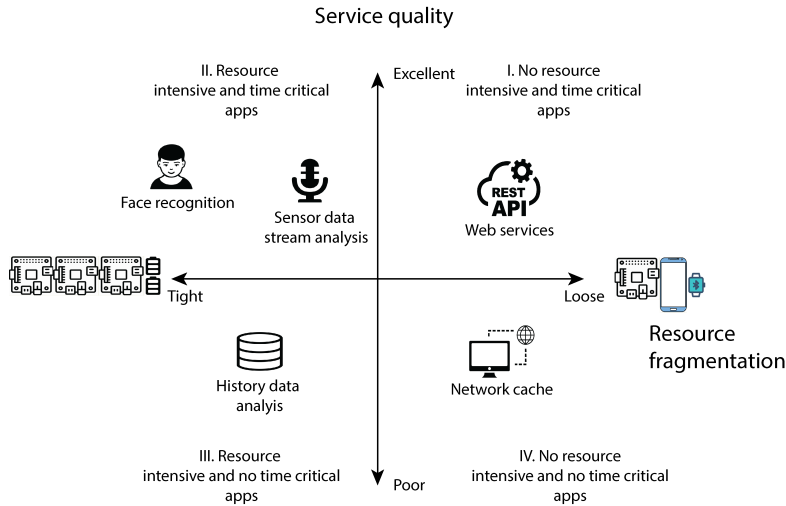 Service quality
II. Resource
intensive and time critical
apps
Excellent
I. No resource
intensive and time critical
apps
Face recognition
Sensor data
stream analysis
REST
API
Web services
Tight
Loose
Resource
fragmentation
History data
analyis
Network cache
III. Resource
intensive and no time critical
apps
Poor
IV. No resource
intensive and no time critical
apps